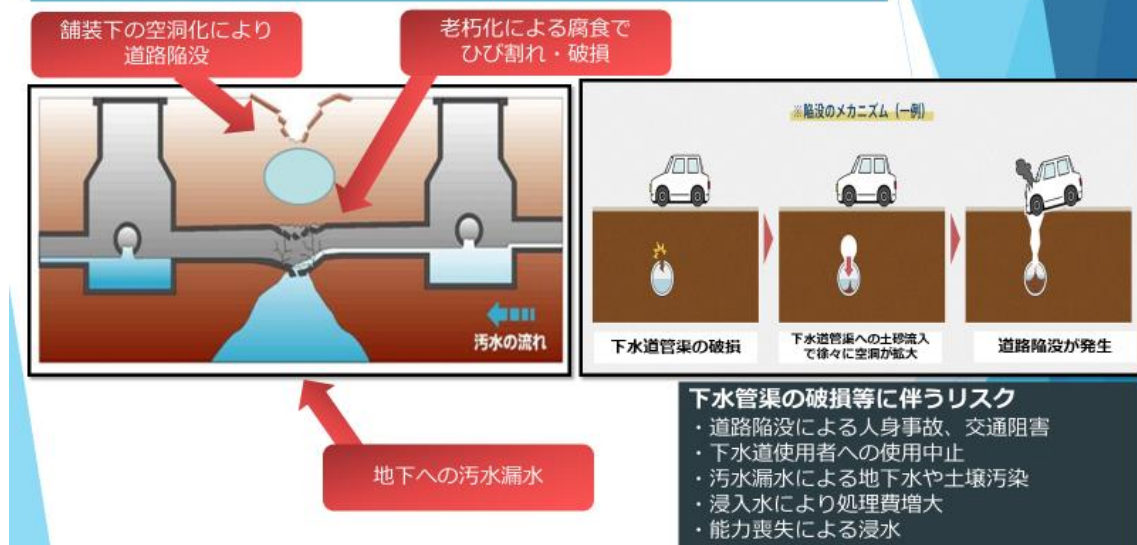 舗装下の空洞化により
道路陥没
老朽化による腐食で
ひび割れ・破損
汚水の流れ
地下への汚水漏水
※陥没のメカニズム（一例）
下水道管渠の破損
下水道管渠への土砂流入
で徐々に空洞が拡大
道路陥没が発生
下水管渠の破損等に伴うリスク
・道路陥没による人身事故、交通阻害
・下水道使用者への使用中止
・汚水漏水による地下水や土壌汚染
・浸入水により処理費増大
・能力喪失による浸水